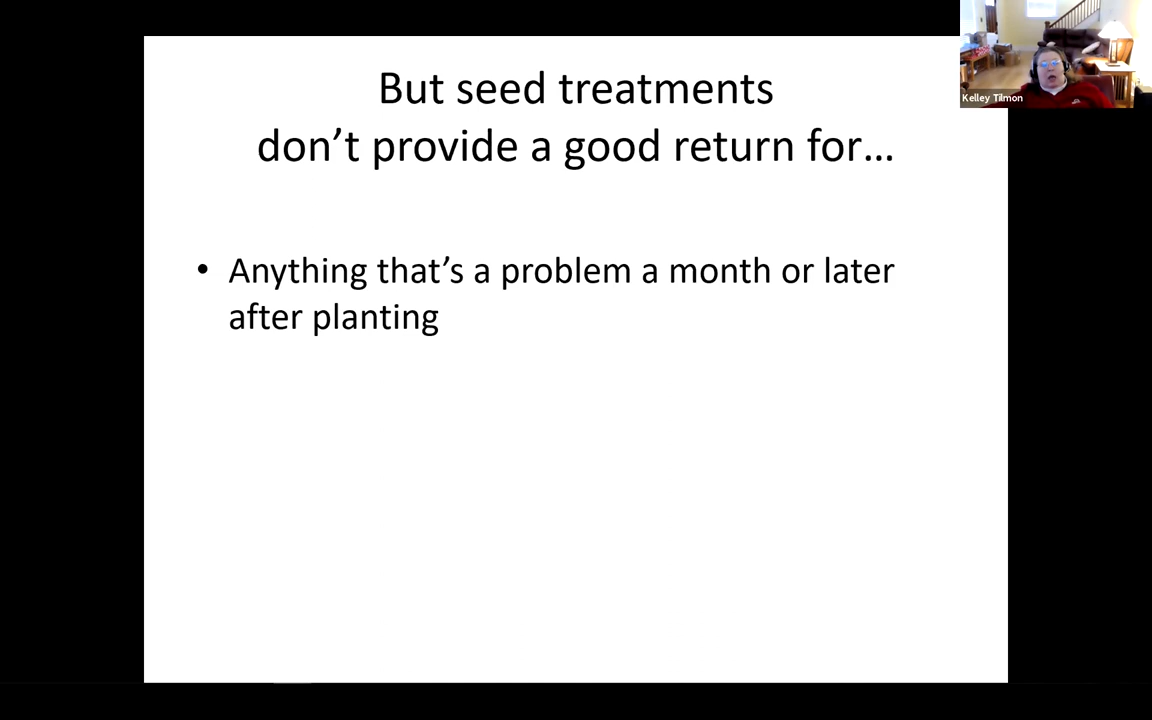 But seed treatments
don’t provide a good return for…
• Anything that’s a problem a month or later
after planting
Kelley Tilmon